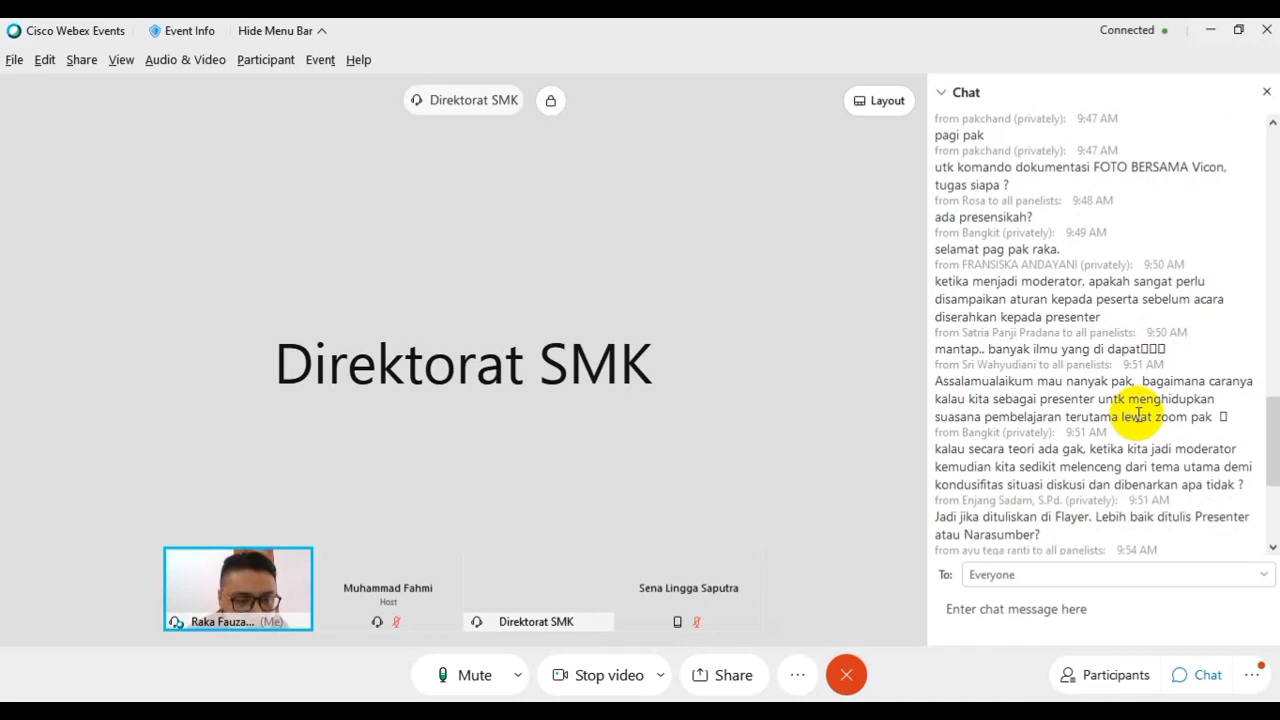 Cisco Webex Events
Event Info
Hide Menu Bar
Connected
File Edit Share View Audio & Video Participant Event Help
Direktorat SMK
Layout
Direktorat SMK
Raka Fauza... (Me)
Muhammad Fahmi
Host
Direktorat SMK
Sena Lingga Saputra
Chat
from pakchand (privately): 9:47 AM
pagi pak
from pakchand (privately): 9:47 AM
utk komando dokumentasi FOTO BERSAMA Vicon,
tugas siapa ?
from Rosa to all panelists: 9:48 AM
ada presensikah?
from Bangkit (privately): 9:49 AM
selamat pag pak raka.
from FRANSISKA ANDAYANI (privately): 9:50 AM
ketika menjadi moderator, apakah sangat perlu
disampaikan aturan kepada peserta sebelum acara
diserahkan kepada presenter
from Satria Panji Pradana to all panelists: 9:50 AM
mantap.. banyak ilmu yang di dapat
from Sri Wahyudiani to all panelists: 9:51 AM
Assalamualaikum mau nanyak pak, bagaimana caranya
kalau kita sebagai presenter untk menghidupkan
suasana pembelajaran terutama lewat zoom pak
from Bangkit (privately): 9:51 AM
kalau secara teori ada gak, ketika kita jadi moderator
kemudian kita sedikit melenceng dari tema utama demi
kondusifitas situasi diskusi dan dibenarkan apa tidak ?
from Enjang Sadam, S.Pd. (privately): 9:51 AM
Jadi jika dituliskan di Flayer. Lebih baik ditulis Presenter
atau Narasumber?
from ayu tega ranti to all panelists: 9:54 AM
To: Everyone
Enter chat message here
Mute
Stop video
Share
Participants
Chat